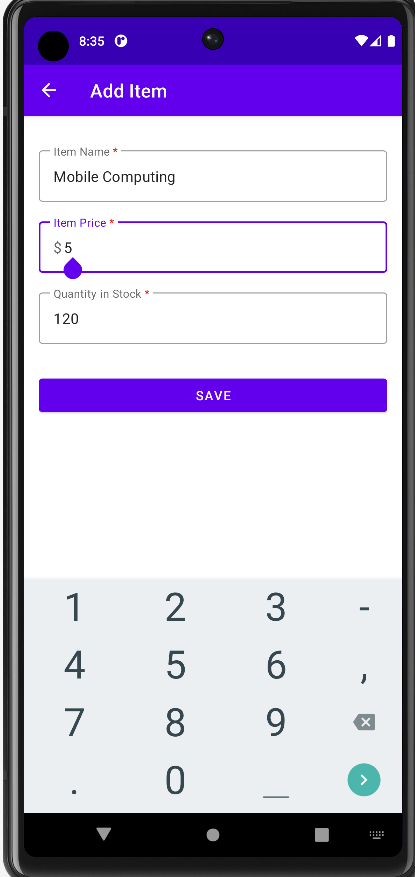 8:35
Add Item
Item Name *
Mobile Computing
Item Price *
$5
Quantity in Stock *
120
SAVE
1 2 3 -
4 5 6 ,
7 8 9
. 0 _